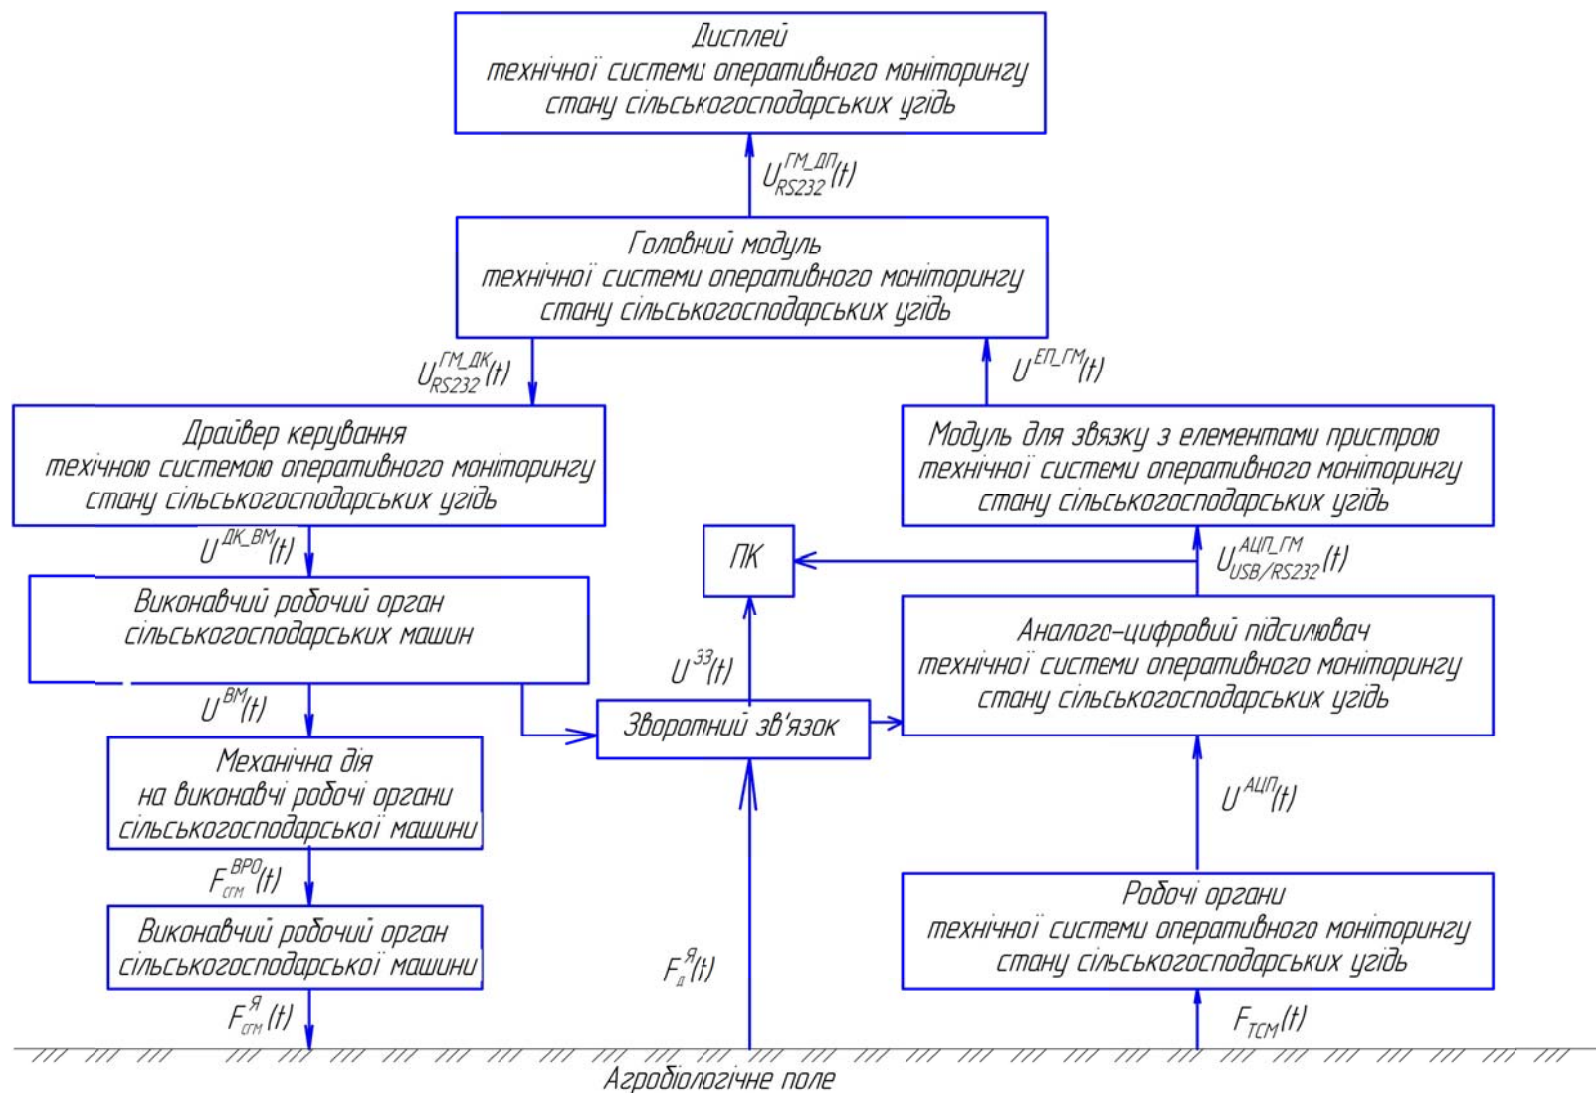 Дисплей
технічної системи оперативного моніторингу
стану сільськогосподарських угідь
U^ГМ_ДП_RS232(t)
Головний модуль
технічної системи оперативного моніторингу
стану сільськогосподарських угідь
U^ГМ_ДК_RS232(t)
U^ЕП_ГМ(t)
Драйвер керування
техічною системою оперативного моніторингу
стану сільськогосподарських угідь
Модуль для звязку з елементами пристрою
технічної системи оперативного моніторингу
стану сільськогосподарських угідь
U^ДК_ВМ(t)
ПК
U^АЦП_ГМ_USB/RS232(t)
Виконавчий робочий орган
сільськогосподарських машин
Аналого-цифровий підсилювач
технічної системи оперативного моніторингу
стану сільськогосподарських угідь
U^ЗЗ(t)
U^ВМ(t)
Зворотний зв'язок
Механічна дія
на виконавчі робочі органи
сільськогосподарської машини
U^АЦП(t)
F^ВРО_СГМ(t)
Робочі органи
технічної системи оперативного моніторингу
стану сільськогосподарських угідь
Виконавчий робочий орган
сільськогосподарської машини
F^Я_Д(t)
F^Я_СГМ(t)
F_ТСМ(t)
Агробіологічне поле